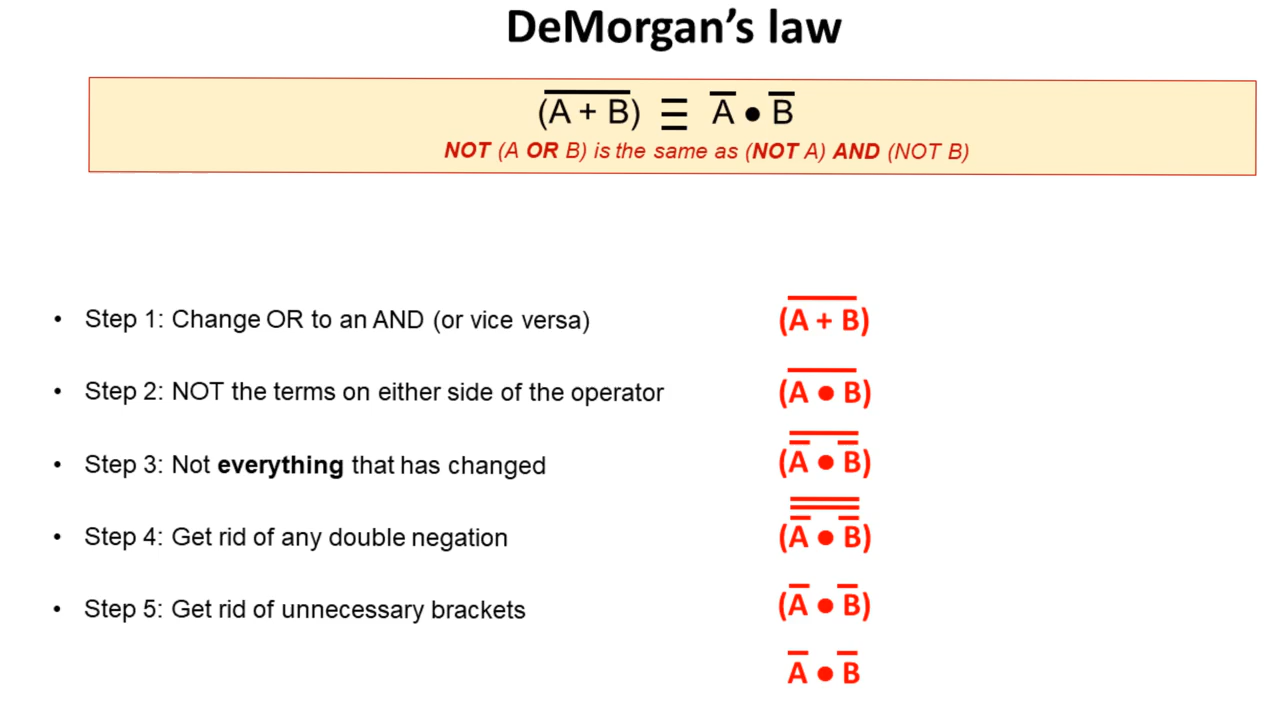 DeMorgan's law
(A̅ ̅+̅ ̅B̅) ≡ A̅ ● B̅
NOT (A OR B) is the same as (NOT A) AND (NOT B)
• Step 1: Change OR to an AND (or vice versa)
(A̅ ̅+̅ ̅B̅)
• Step 2: NOT the terms on either side of the operator
(A̅ ̅●̅ ̅B̅)
• Step 3: Not everything that has changed
(A̿ ̅●̅ ̅B̿)
• Step 4: Get rid of any double negation
(A̿̅ ̿●̿ ̿B̿̅)
• Step 5: Get rid of unnecessary brackets
(A̅ ● B̅)
A̅ ● B̅